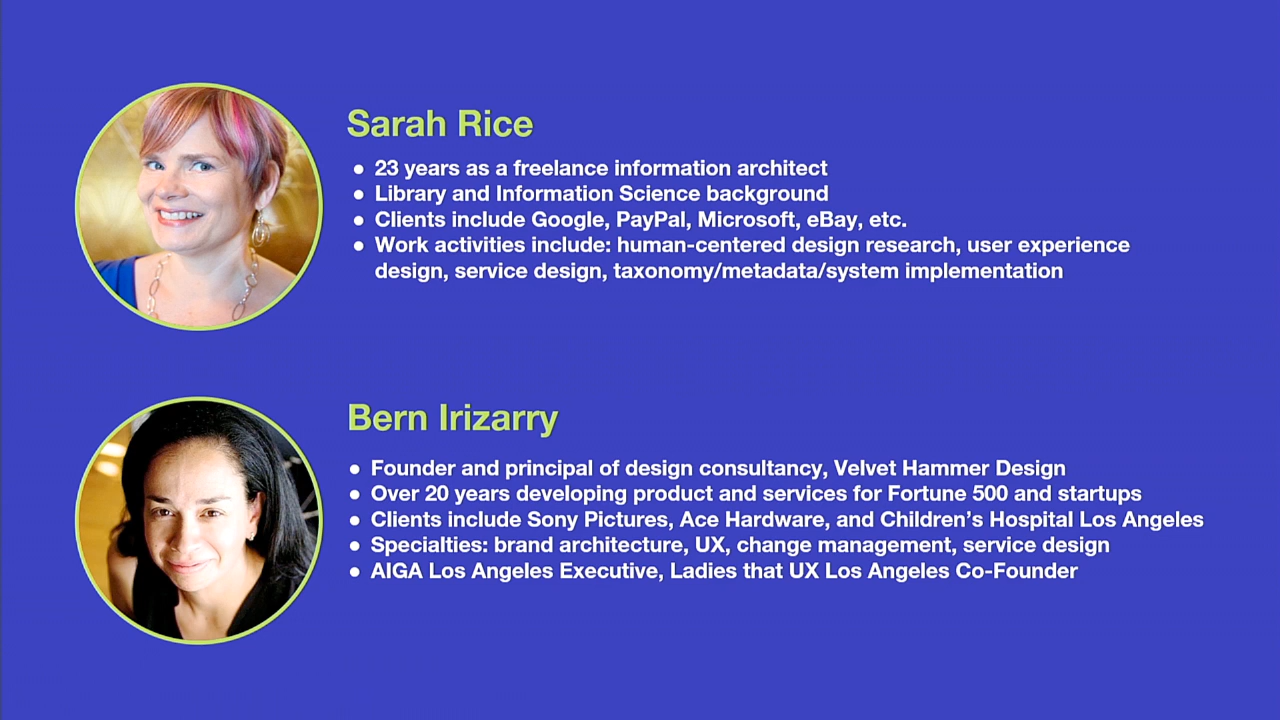 Sarah Rice
● 23 years as a freelance information architect
● Library and Information Science background
● Clients include Google, PayPal, Microsoft, eBay, etc.
● Work activities include: human-centered design research, user experience
design, service design, taxonomy/metadata/system implementation
Bern Irizarry
● Founder and principal of design consultancy, Velvet Hammer Design
● Over 20 years developing product and services for Fortune 500 and startups
● Clients include Sony Pictures, Ace Hardware, and Children’s Hospital Los Angeles
● Specialties: brand architecture, UX, change management, service design
● AIGA Los Angeles Executive, Ladies that UX Los Angeles Co-Founder